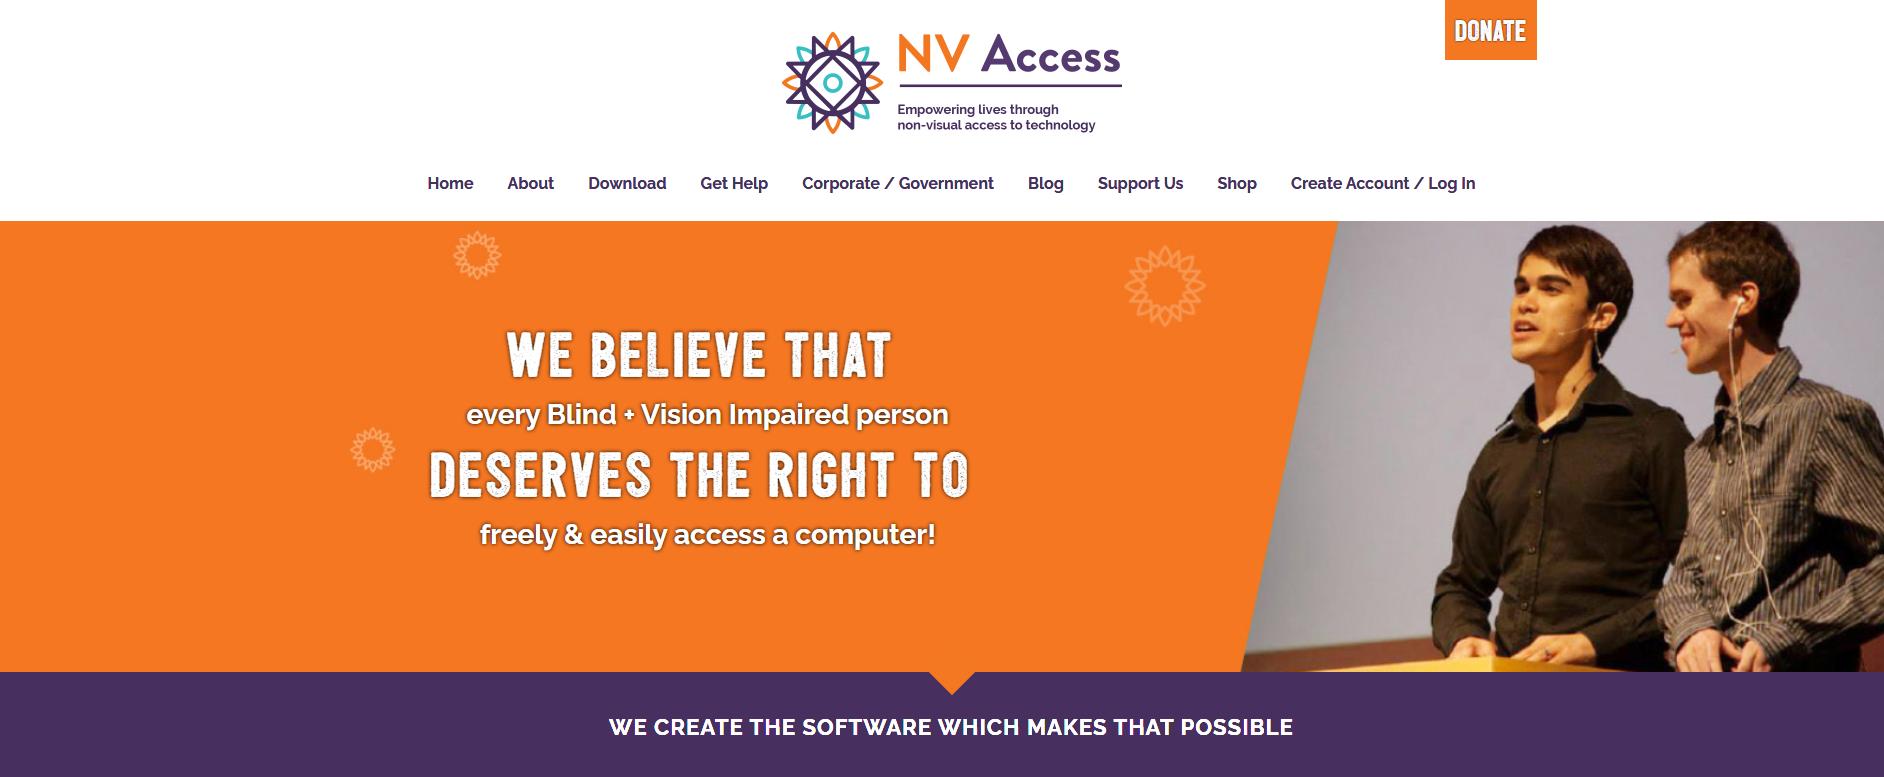 DONATE
NV Access
Empowering lives through
non-visual access to technology
Home About Download Get Help Corporate / Government Blog Support Us Shop Create Account / Log In
WE BELIEVE THAT
every Blind + Vision Impaired person
DESERVES THE RIGHT TO
freely & easily access a computer!
WE CREATE THE SOFTWARE WHICH MAKES THAT POSSIBLE